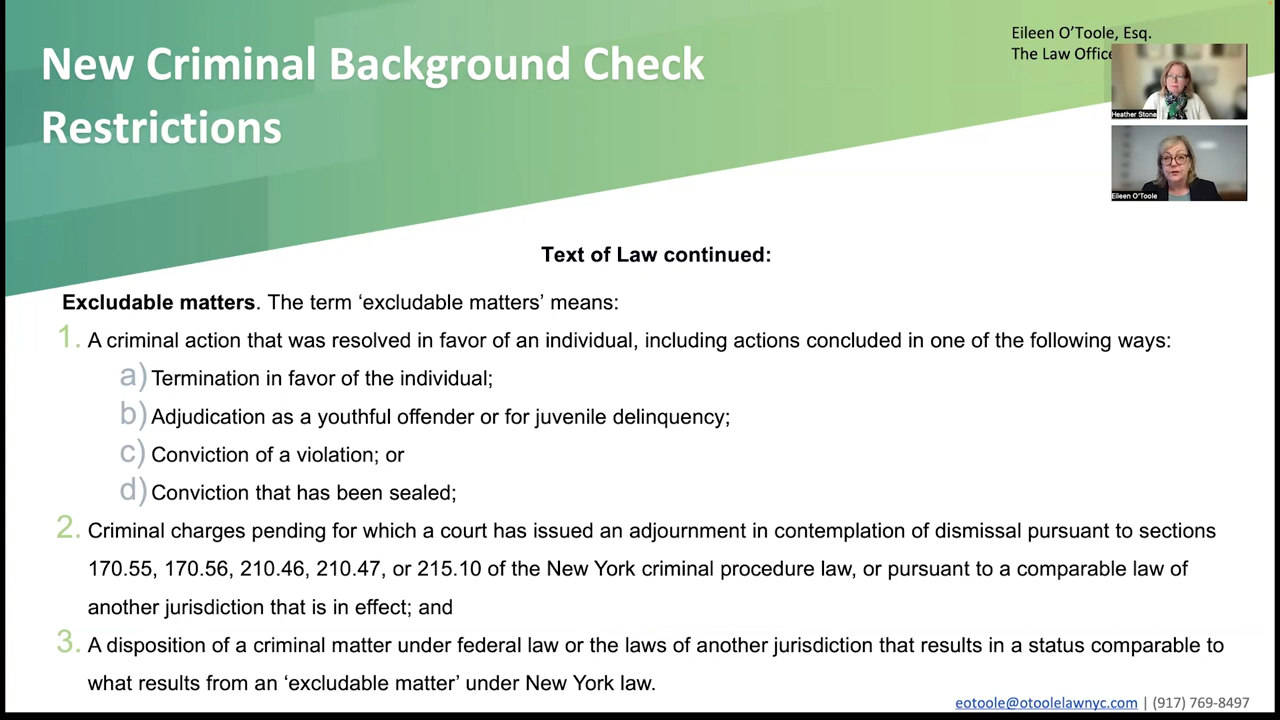 New Criminal Background Check
Restrictions
Eileen O’Toole, Esq.
The Law Office
Heather Stone
Eileen O'Toole
Text of Law continued:
Excludable matters. The term ‘excludable matters’ means:
1. A criminal action that was resolved in favor of an individual, including actions concluded in one of the following ways:
a) Termination in favor of the individual;
b) Adjudication as a youthful offender or for juvenile delinquency;
c) Conviction of a violation; or
d) Conviction that has been sealed;
2. Criminal charges pending for which a court has issued an adjournment in contemplation of dismissal pursuant to sections
170.55, 170.56, 210.46, 210.47, or 215.10 of the New York criminal procedure law, or pursuant to a comparable law of
another jurisdiction that is in effect; and
3. A disposition of a criminal matter under federal law or the laws of another jurisdiction that results in a status comparable to
what results from an ‘excludable matter’ under New York law.
eotoole@otoolelawnyc.com | (917) 769-8497